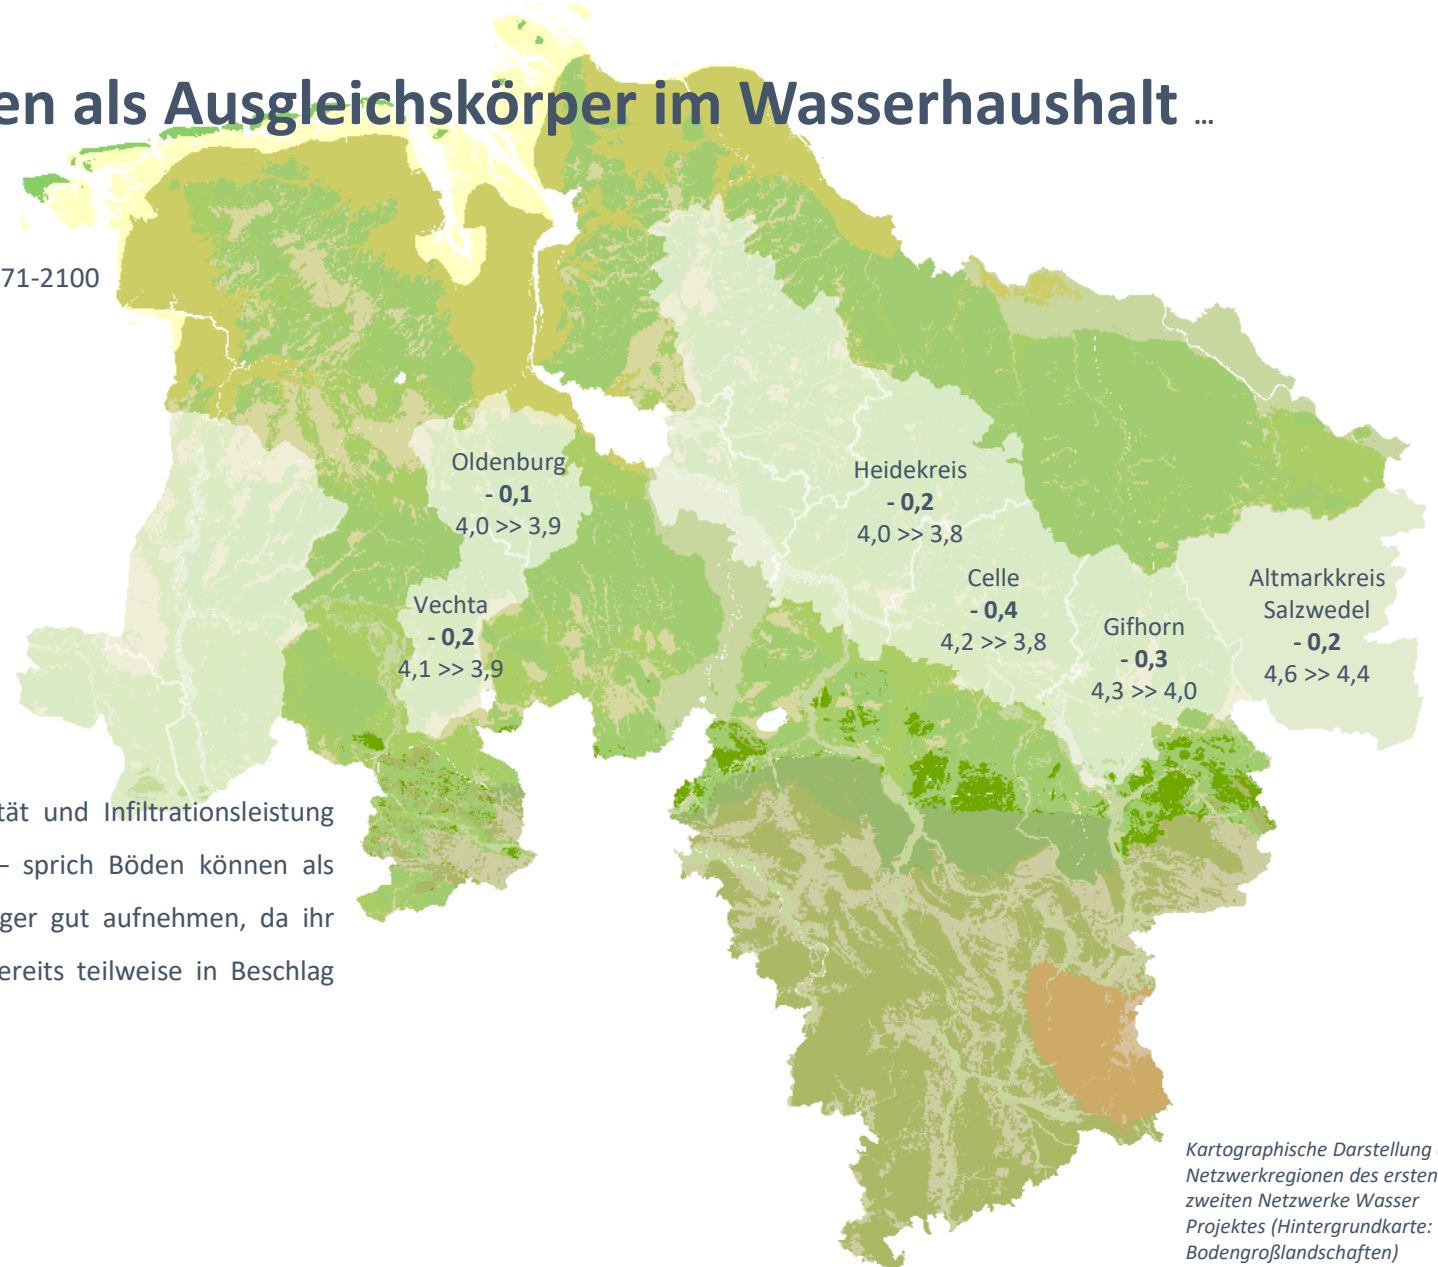 en als Ausgleichskörper im Wasserhaushalt ...
71-2100
Oldenburg
- 0,1
4,0 >> 3,9
Heidekreis
- 0,2
4,0 >> 3,8
Vechta
- 0,2
4,1 >> 3,9
Celle
- 0,4
4,2 >> 3,8
Gifhorn
- 0,3
4,3 >> 4,0
Altmarkkreis
Salzwedel
- 0,2
4,6 >> 4,4
tät und Infiltrationsleistung
– sprich Böden können als
ger gut aufnehmen, da ihr
ereits teilweise in Beschlag
Kartographische Darstellung
Netzwerkregionen des ersten
zweiten Netzwerke Wasser
Projektes (Hintergrundkarte:
Bodengroßlandschaften)